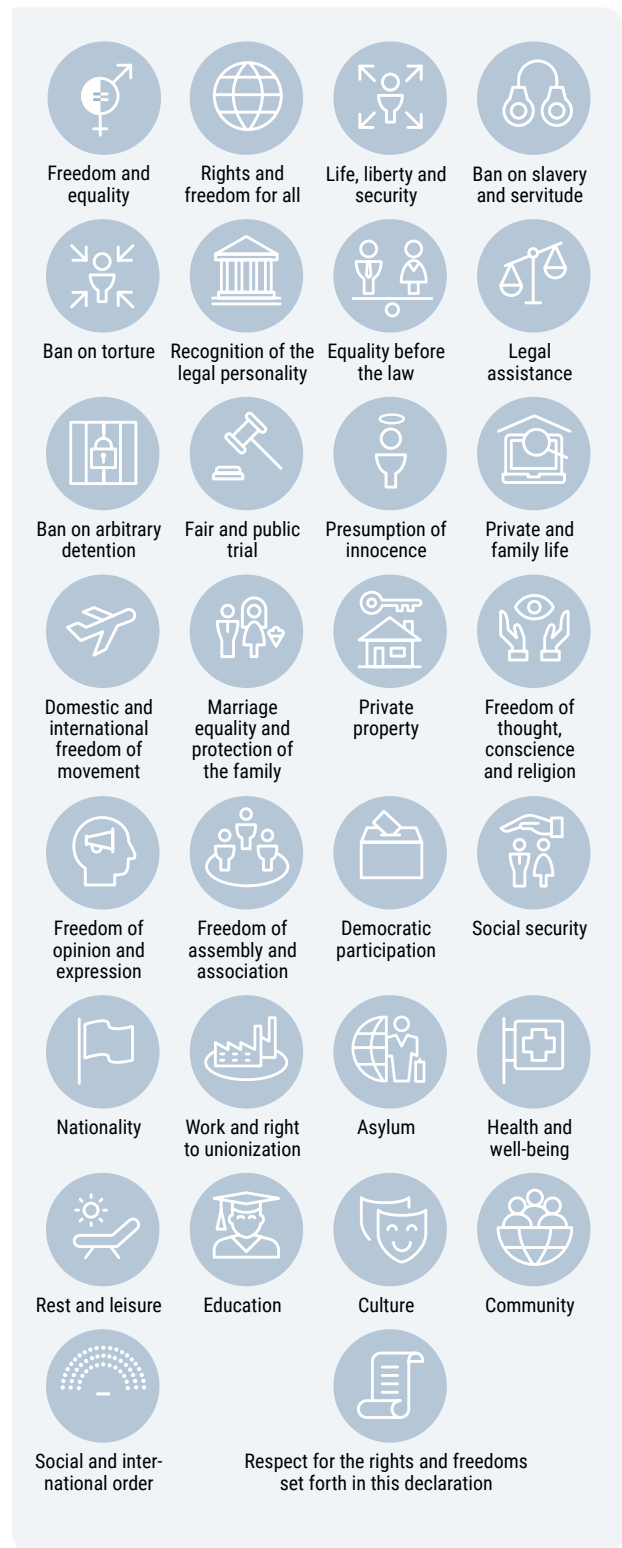 Freedom and
equality
Rights and
freedom for all
Life, liberty and
security
Ban on slavery
and servitude
Ban on torture
Recognition of the
legal personality
Equality before
the law
Legal
assistance
Ban on arbitrary
detention
Fair and public
trial
Presumption of
innocence
Private and
family life
Domestic and
international
freedom of
movement
Marriage
equality and
protection of
the family
Private
property
Freedom of
thought,
conscience
and religion
Freedom of
opinion and
expression
Freedom of
assembly and
association
Democratic
participation
Social security
Nationality
Work and right
to unionization
Asylum
Health and
well-being
Rest and leisure
Education
Culture
Community
Social and inter-
national order
Respect for the rights and freedoms
set forth in this declaration